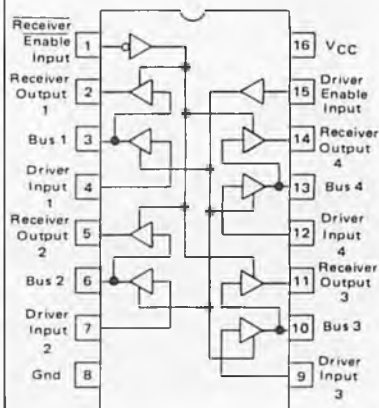 Receiver
Enable
Input
1
Receiver
Output
1
2
Bus 1
3
Driver
Input
1
4
Receiver
Output
2
5
Bus 2
6
Driver
Input
2
7
Gnd
8
16
VCC
15
Driver
Enable
Input
14
Receiver
Output
4
13
Bus 4
12
Driver
Input
4
11
Receiver
Output
3
10
Bus 3
9
Driver
Input
3